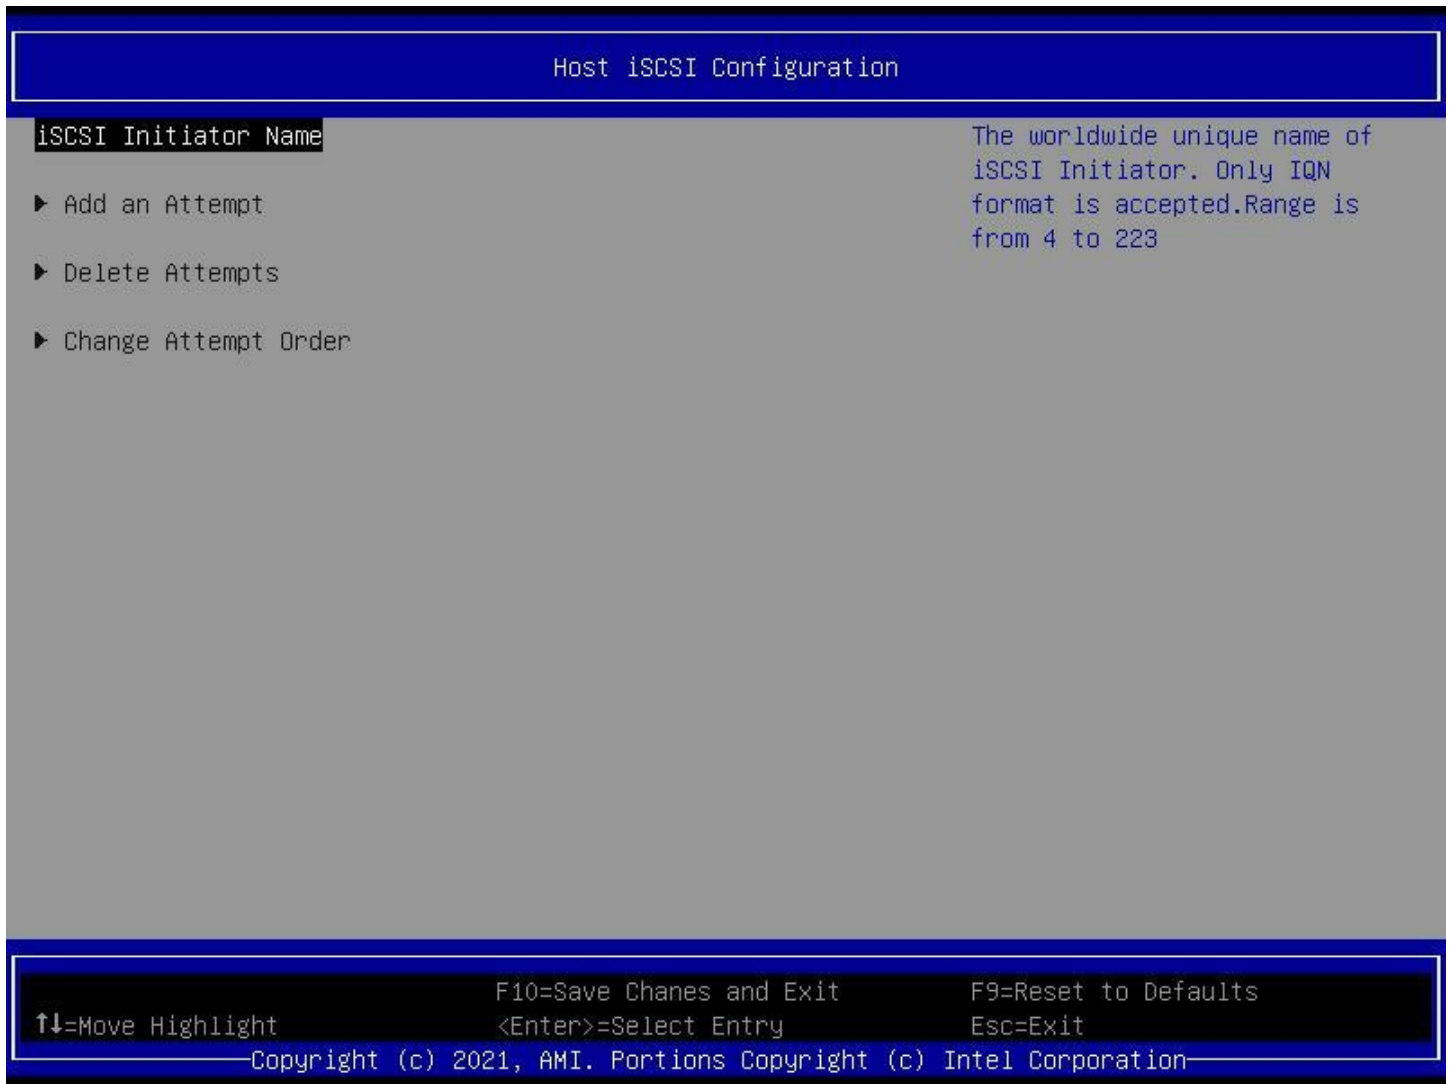 Host iSCSI Configuration
iSCSI Initiator Name
▶ Add an Attempt
▶ Delete Attempts
▶ Change Attempt Order
The worldwide unique name of
iSCSI Initiator. Only IQN
format is accepted.Range is
from 4 to 223
F10=Save Chanes and Exit F9=Reset to Defaults
↑↓=Move Highlight <Enter>=Select Entry Esc=Exit
Copyright (c) 2021, AMI. Portions Copyright (c) Intel Corporation